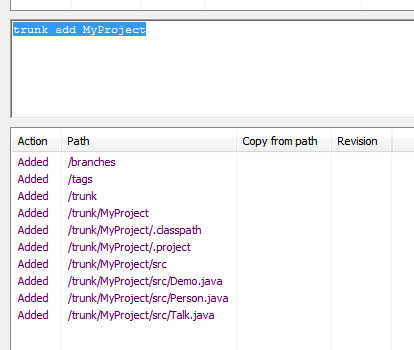 trunk add MyProject
Action Path Copy from path Revision
Added /branches
Added /tags
Added /trunk
Added /trunk/MyProject
Added /trunk/MyProject/.classpath
Added /trunk/MyProject/.project
Added /trunk/MyProject/src
Added /trunk/MyProject/src/Demo.java
Added /trunk/MyProject/src/Person.java
Added /trunk/MyProject/src/Talk.java